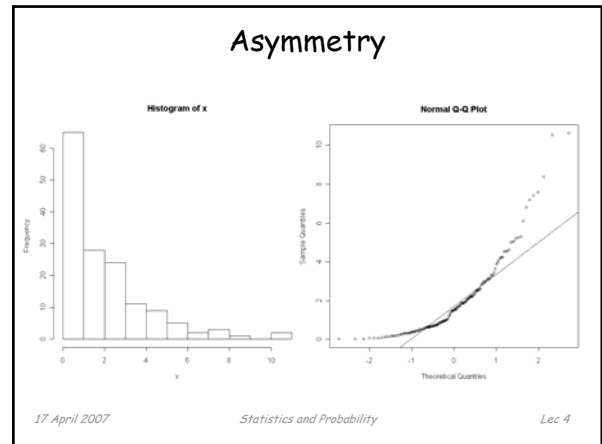 Asymmetry
Histogram of x
Frequency
0 10 20 30 40 50 60
0 2 4 6 8 10
x
Normal Q-Q Plot
Sample Quantiles
0 2 4 6 8 10
-2 -1 0 1 2
Theoretical Quantiles
17 April 2007 Statistics and Probability Lec 4